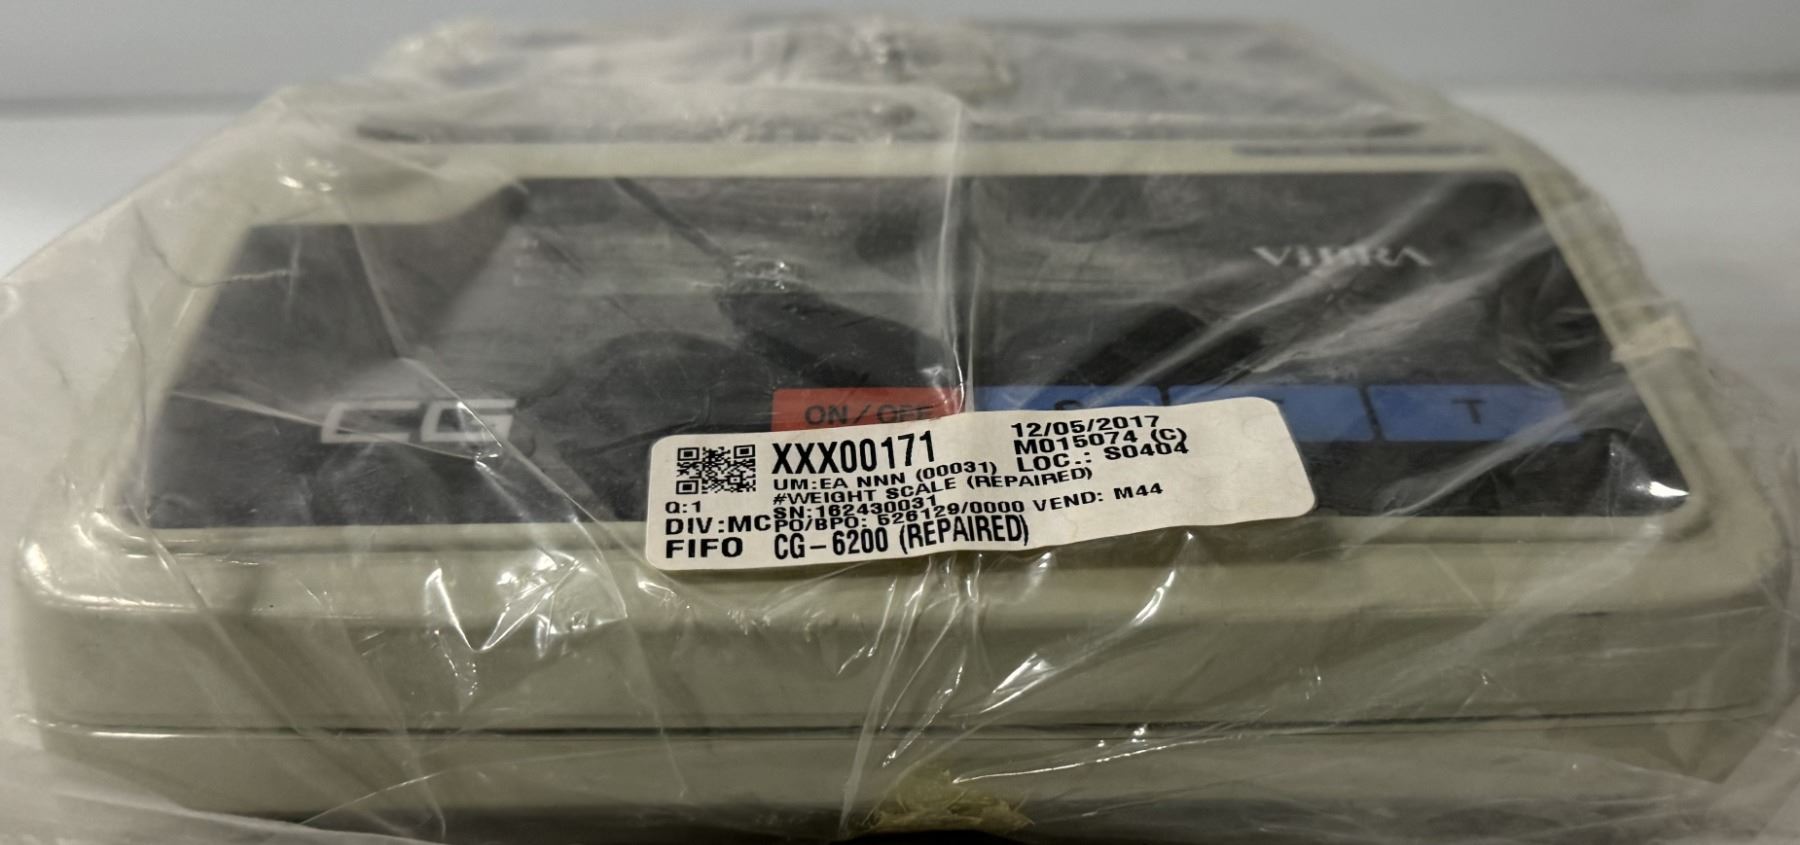 VIBRA
CG
ON/OFF
T
XXX00171
12/05/2017
M015074 (C)
UM:EA NNN (00031) LOC.: S0404
#WEIGHT SCALE (REPAIRED)
Q:1 SN:162430031
DIV:MC PO/BPO: 526129/0000 VEND: M44
FIFO CG-6200 (REPAIRED)